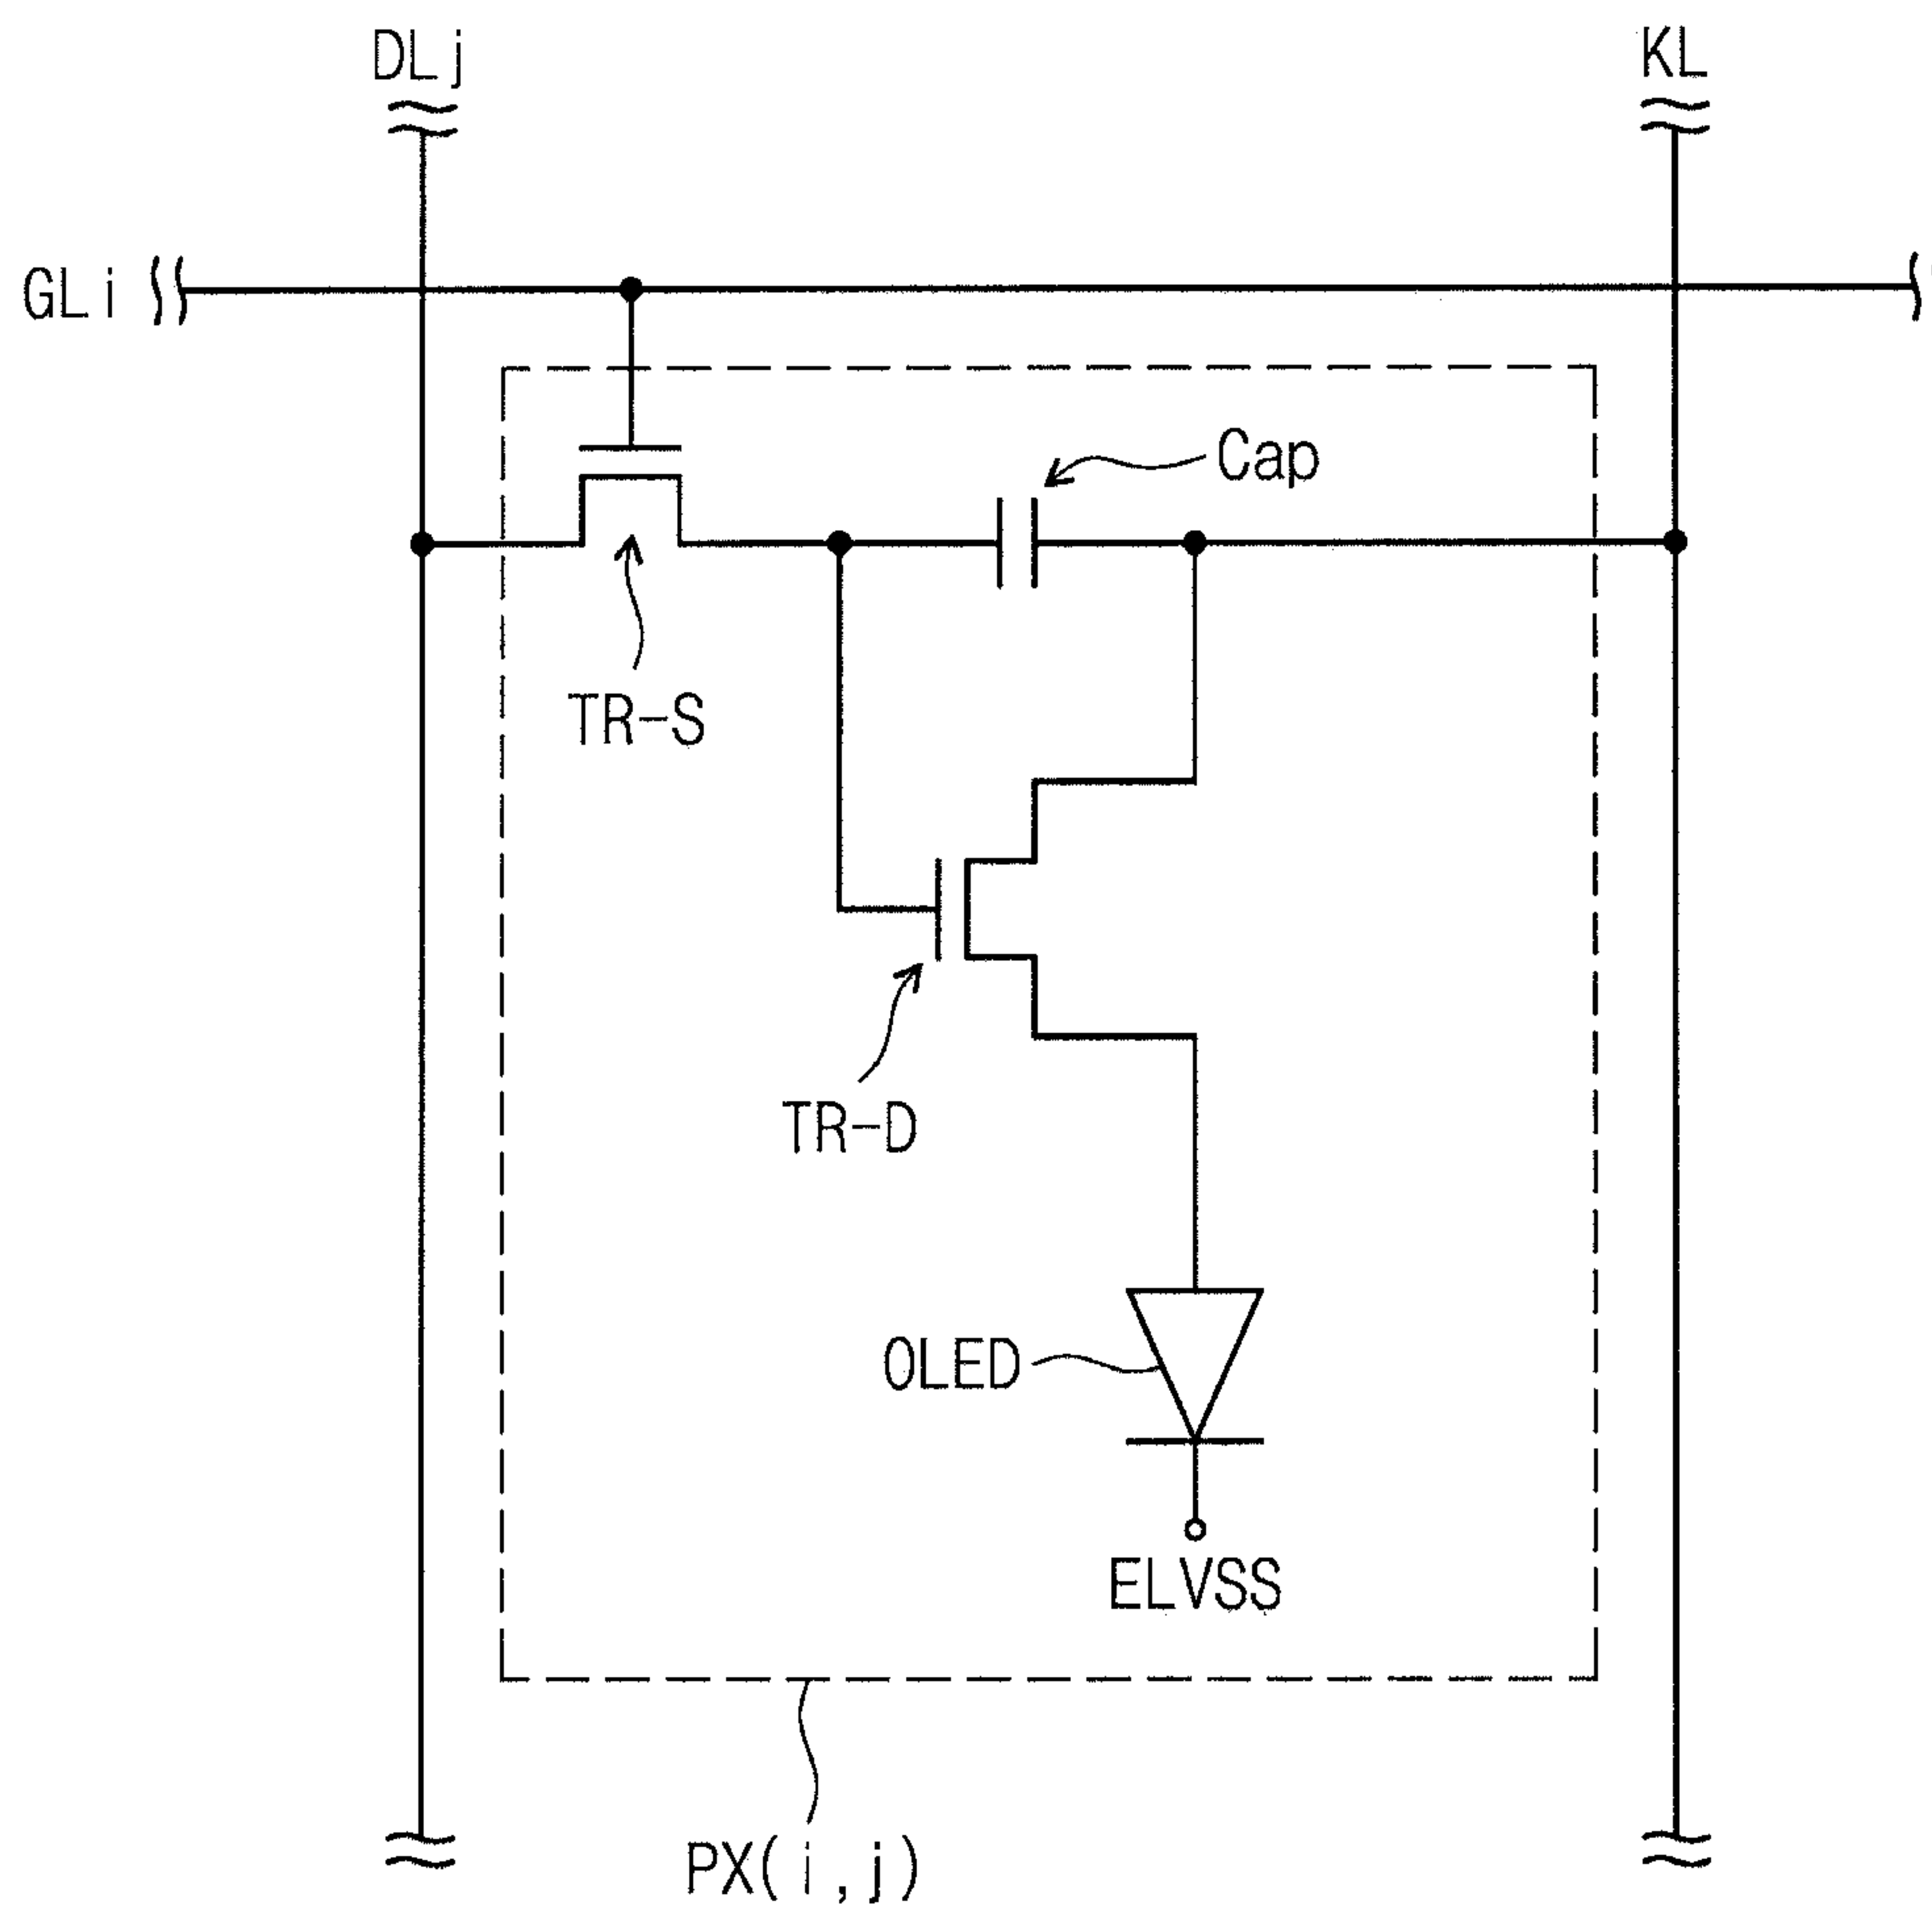 DLj
KL
GLi
Cap
TR-S
TR-D
OLED
ELVSS
PX(i,j)